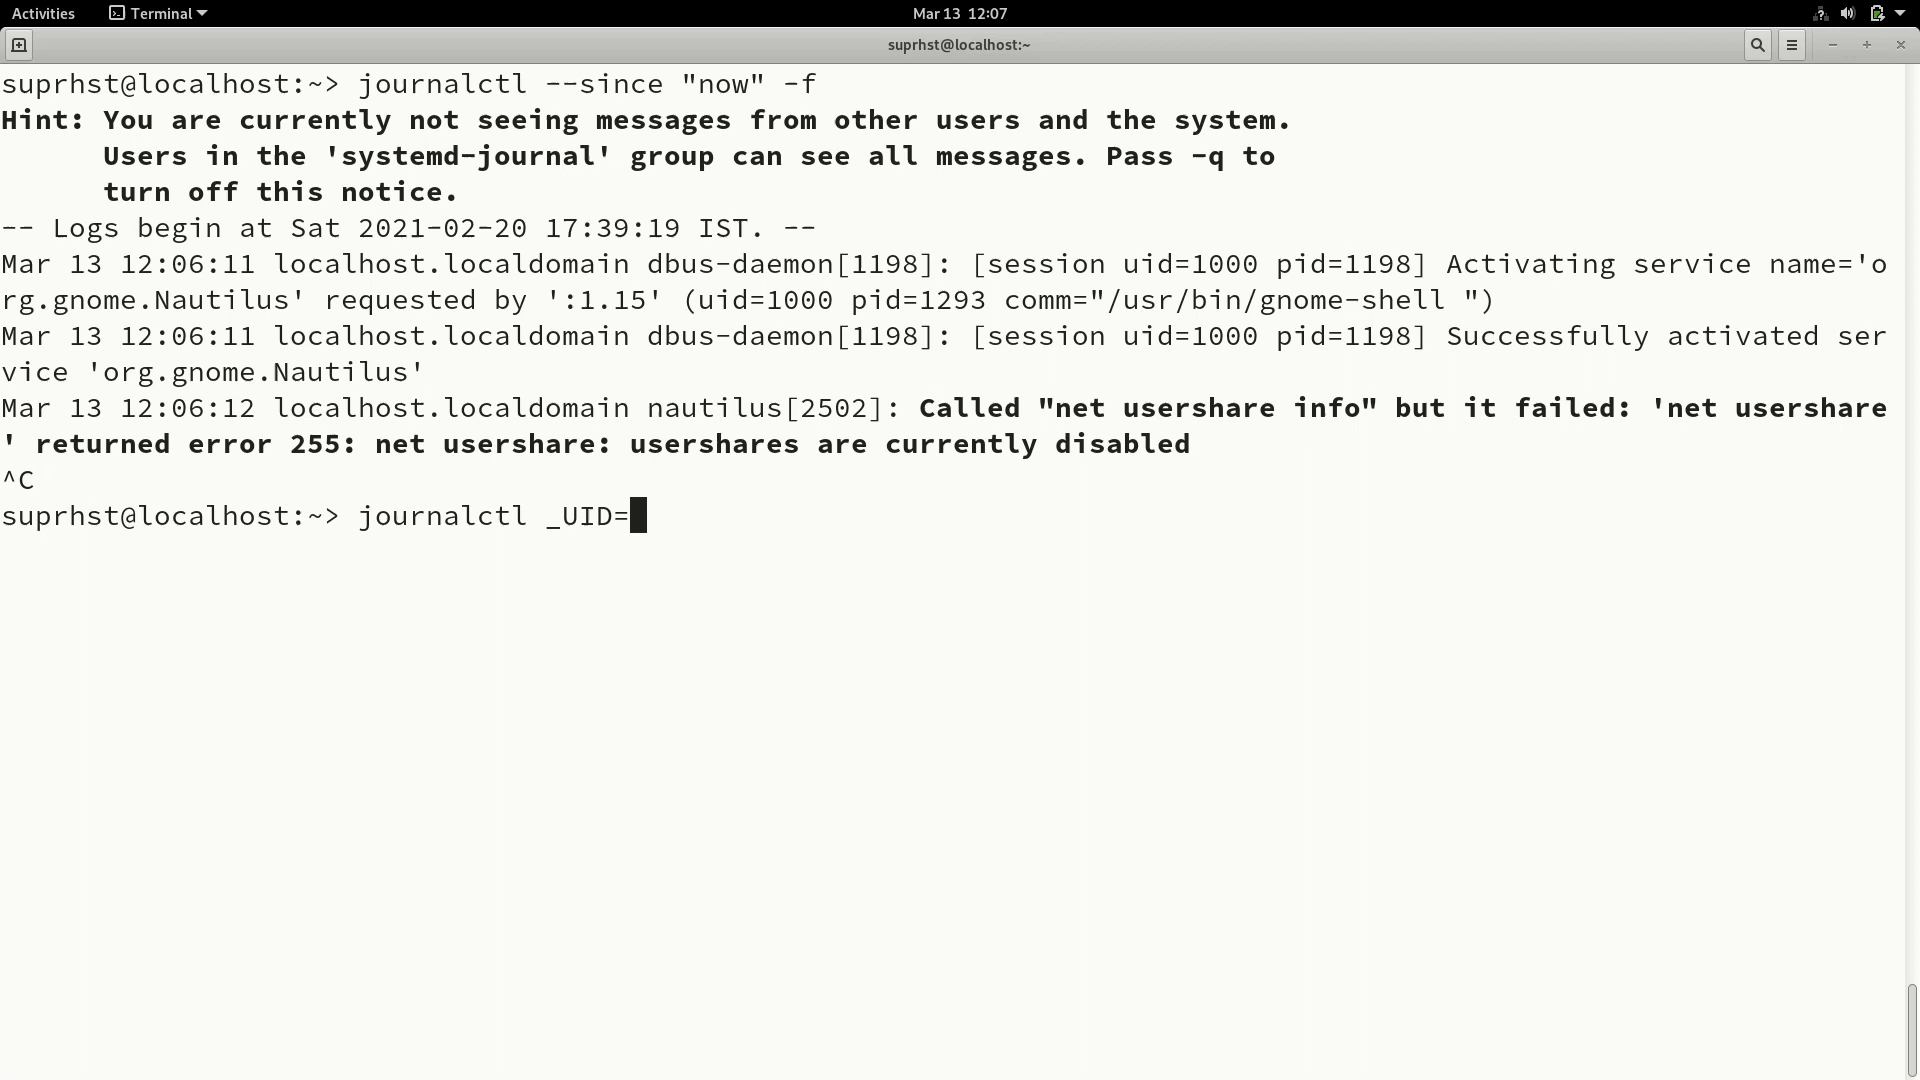 Activities Terminal Mar 13 12:07
suprhst@localhost:~
suprhst@localhost:~> journalctl --since "now" -f
Hint: You are currently not seeing messages from other users and the system.
      Users in the 'systemd-journal' group can see all messages. Pass -q to
      turn off this notice.
-- Logs begin at Sat 2021-02-20 17:39:19 IST. --
Mar 13 12:06:11 localhost.localdomain dbus-daemon[1198]: [session uid=1000 pid=1198] Activating service name='o
rg.gnome.Nautilus' requested by ':1.15' (uid=1000 pid=1293 comm="/usr/bin/gnome-shell ")
Mar 13 12:06:11 localhost.localdomain dbus-daemon[1198]: [session uid=1000 pid=1198] Successfully activated ser
vice 'org.gnome.Nautilus'
Mar 13 12:06:12 localhost.localdomain nautilus[2502]: Called "net usershare info" but it failed: 'net usershare
' returned error 255: net usershare: usershares are currently disabled
^C
suprhst@localhost:~> journalctl _UID=